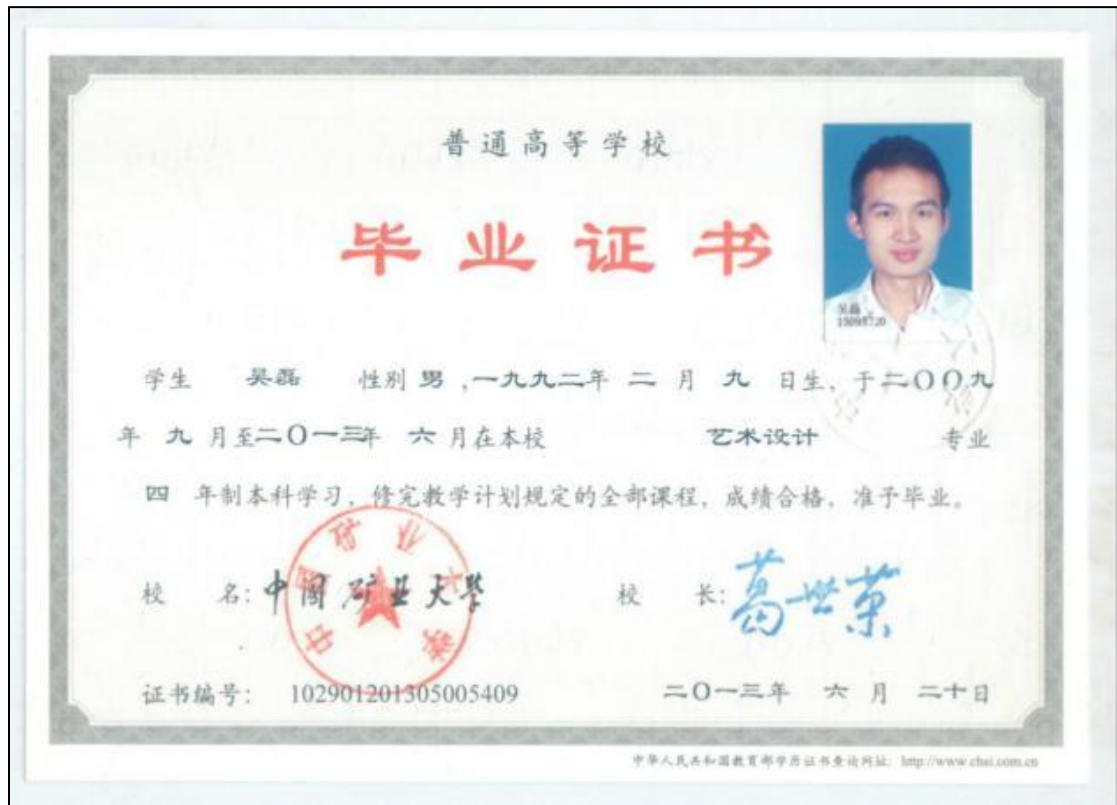 普通高等学校
毕业证书
吴磊
学生 吴磊 性别 男 ,一九九二年 二 月 九 日生, 于二〇〇九
年 九 月至二〇一三年 六 月在本校 艺术设计 专业
四 年制本科学习, 修完教学计划规定的全部课程, 成绩合格, 准予毕业。
校 名: 中国矿业大学 校 长: 葛世荣
中国矿业大学
证书编号: 102901201305005409 二〇一三年 六 月 二十日
中华人民共和国教育部学历证书查询网址: http://www.chsi.com.cn